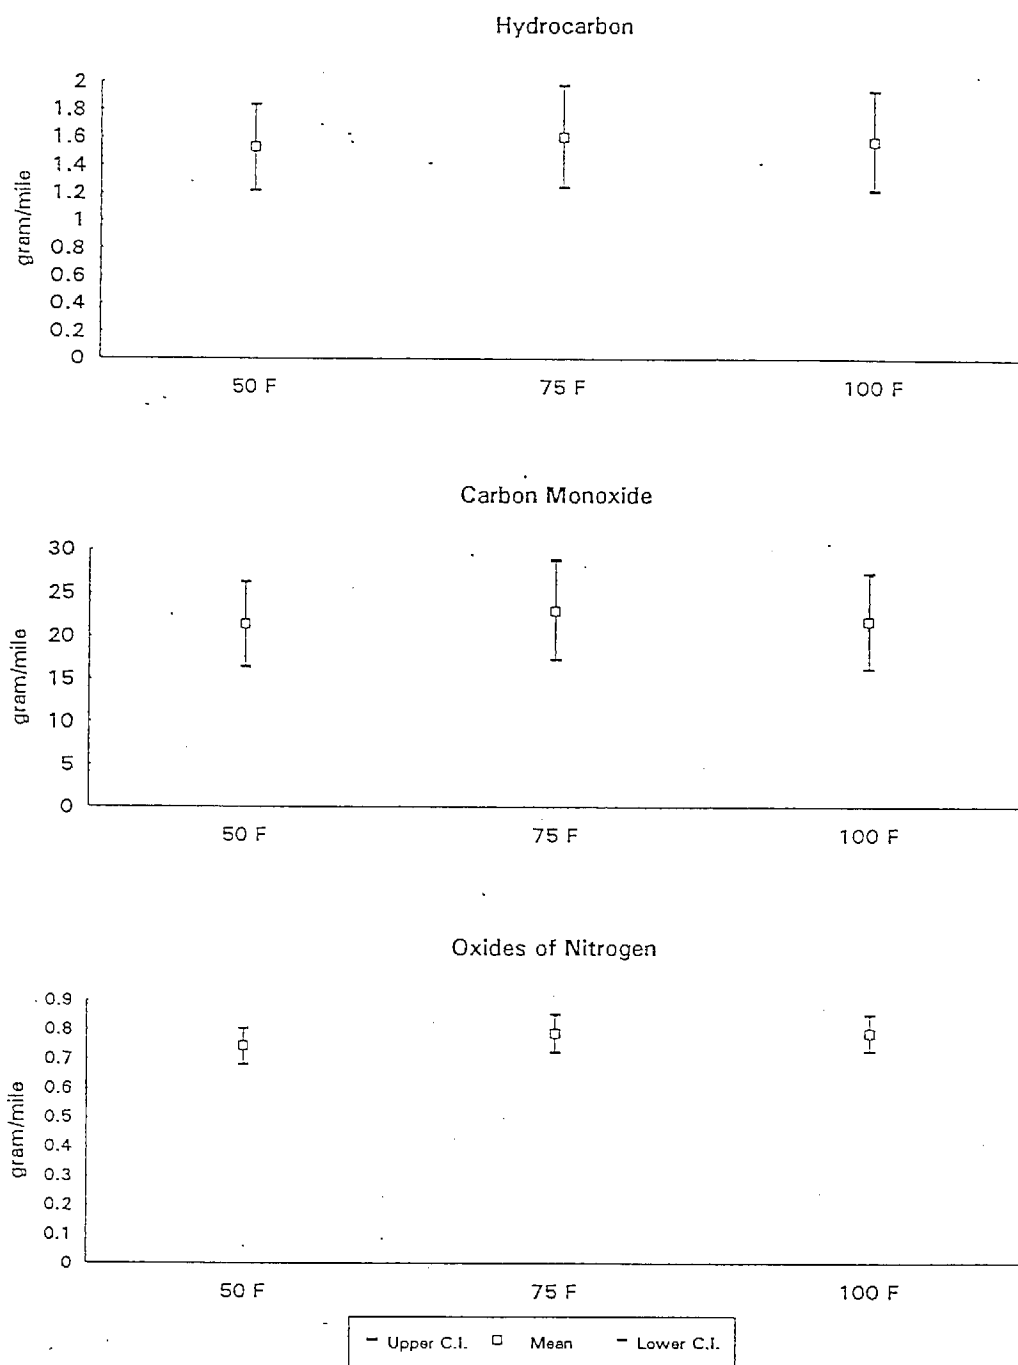 Hydrocarbon
2
1.8
1.6
1.4
1.2
1
0.8
0.6
0.4
0.2
0
gram/mile
50 F 75 F 100 F
Carbon Monoxide
30
25
20
15
10
5
0
gram/mile
50 F 75 F 100 F
Oxides of Nitrogen
0.9
0.8
0.7
0.6
0.5
0.4
0.3
0.2
0.1
0
gram/mile
50 F 75 F 100 F
Upper C.I. Mean Lower C.I.